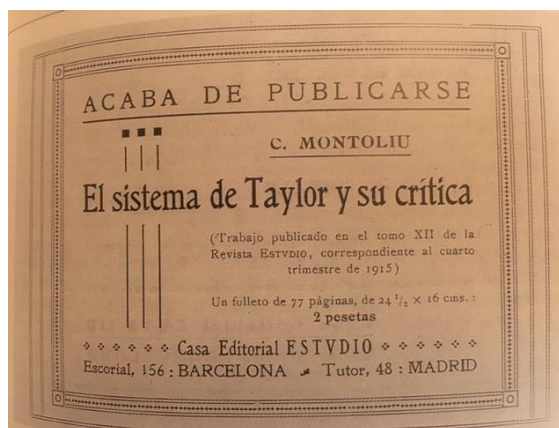 ACABA DE PUBLICARSE
C. MONTOLIU
El sistema de Taylor y su crítica
(Trabajo publicado en el tomo XII de la
Revista ESTVDIO, correspondiente al cuarto
trimestre de 1915)
Un folleto de 77 páginas, de 24 1/2 × 16 cms.:
2 pesetas
Casa Editorial ESTVDIO
Escorial, 156 : BARCELONA Tutor, 48 : MADRID